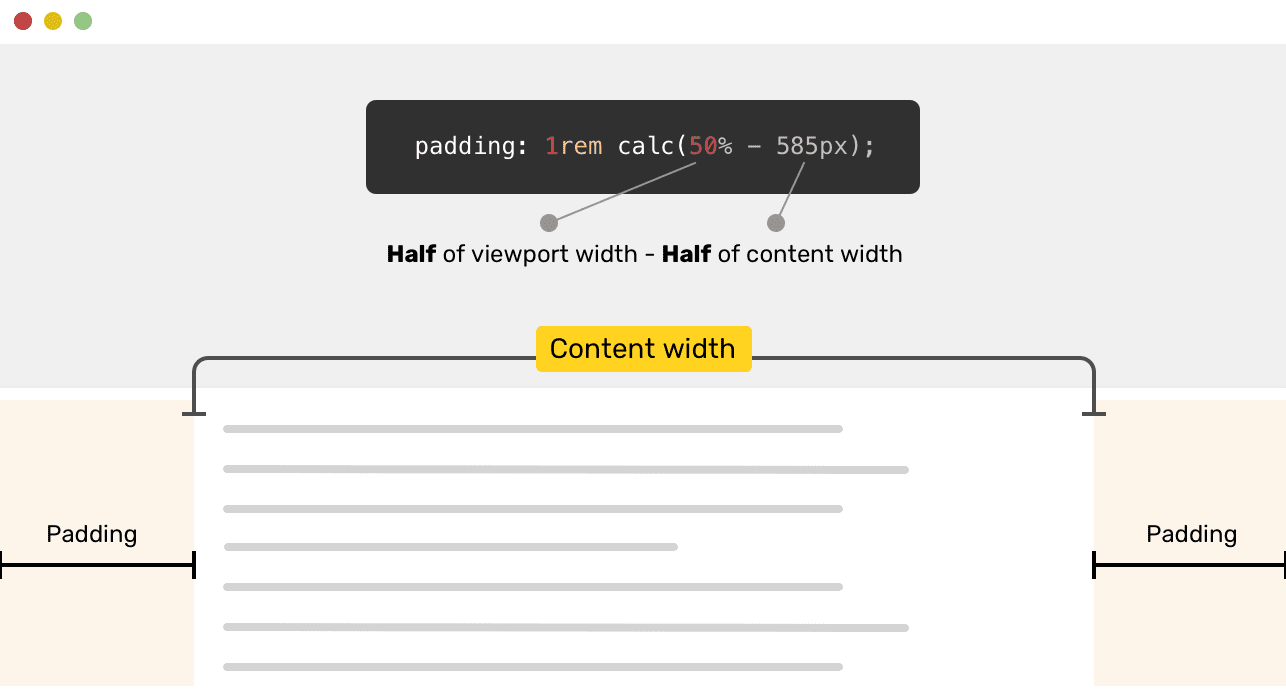 padding: 1rem calc(50% - 585px);
Half of viewport width - Half of content width
Content width
Padding
Padding